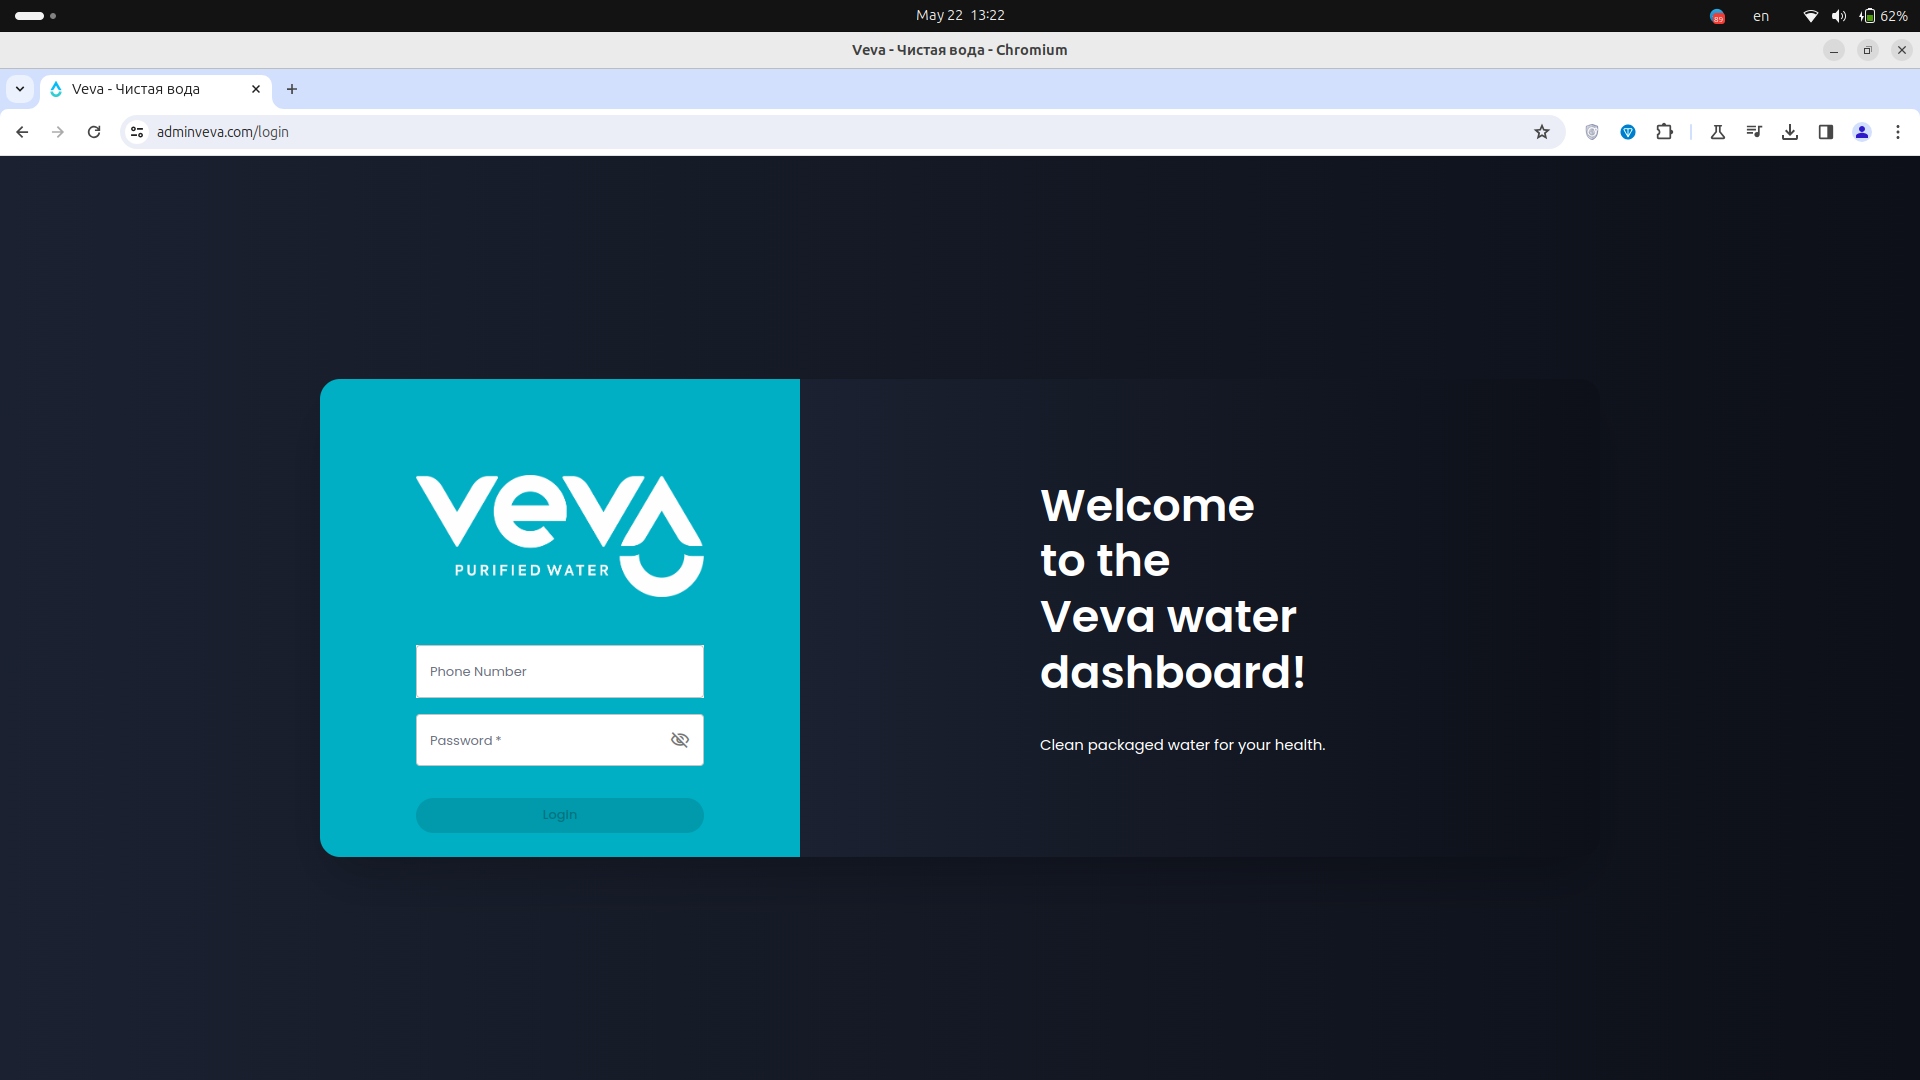 May 22 13:22
89
en
62%
Veva - Чистая вода - Chromium
Veva - Чистая вода
adminveva.com/login
veva
PURIFIED WATER
Phone Number
Password *
LogIn
Welcome
to the
Veva water
dashboard!
Clean packaged water for your health.